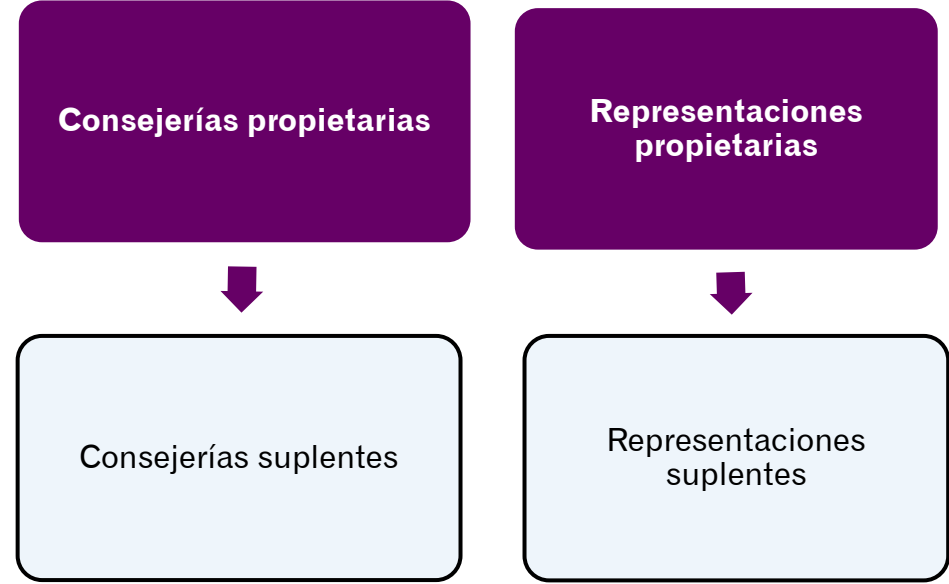 Consejerías propietarias
Representaciones
propietarias
Consejerías suplentes
Representaciones
suplentes